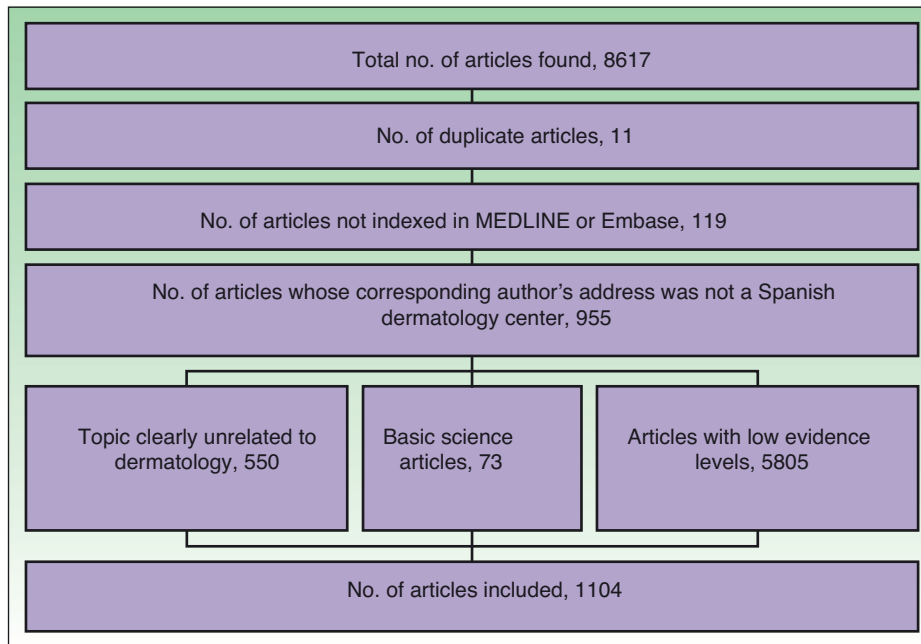 Total no. of articles found, 8617
No. of duplicate articles, 11
No. of articles not indexed in MEDLINE or Embase, 119
No. of articles whose corresponding author's address was not a Spanish
dermatology center, 955
Topic clearly unrelated to
dermatology, 550
Basic science
articles, 73
Articles with low evidence
levels, 5805
No. of articles included, 1104